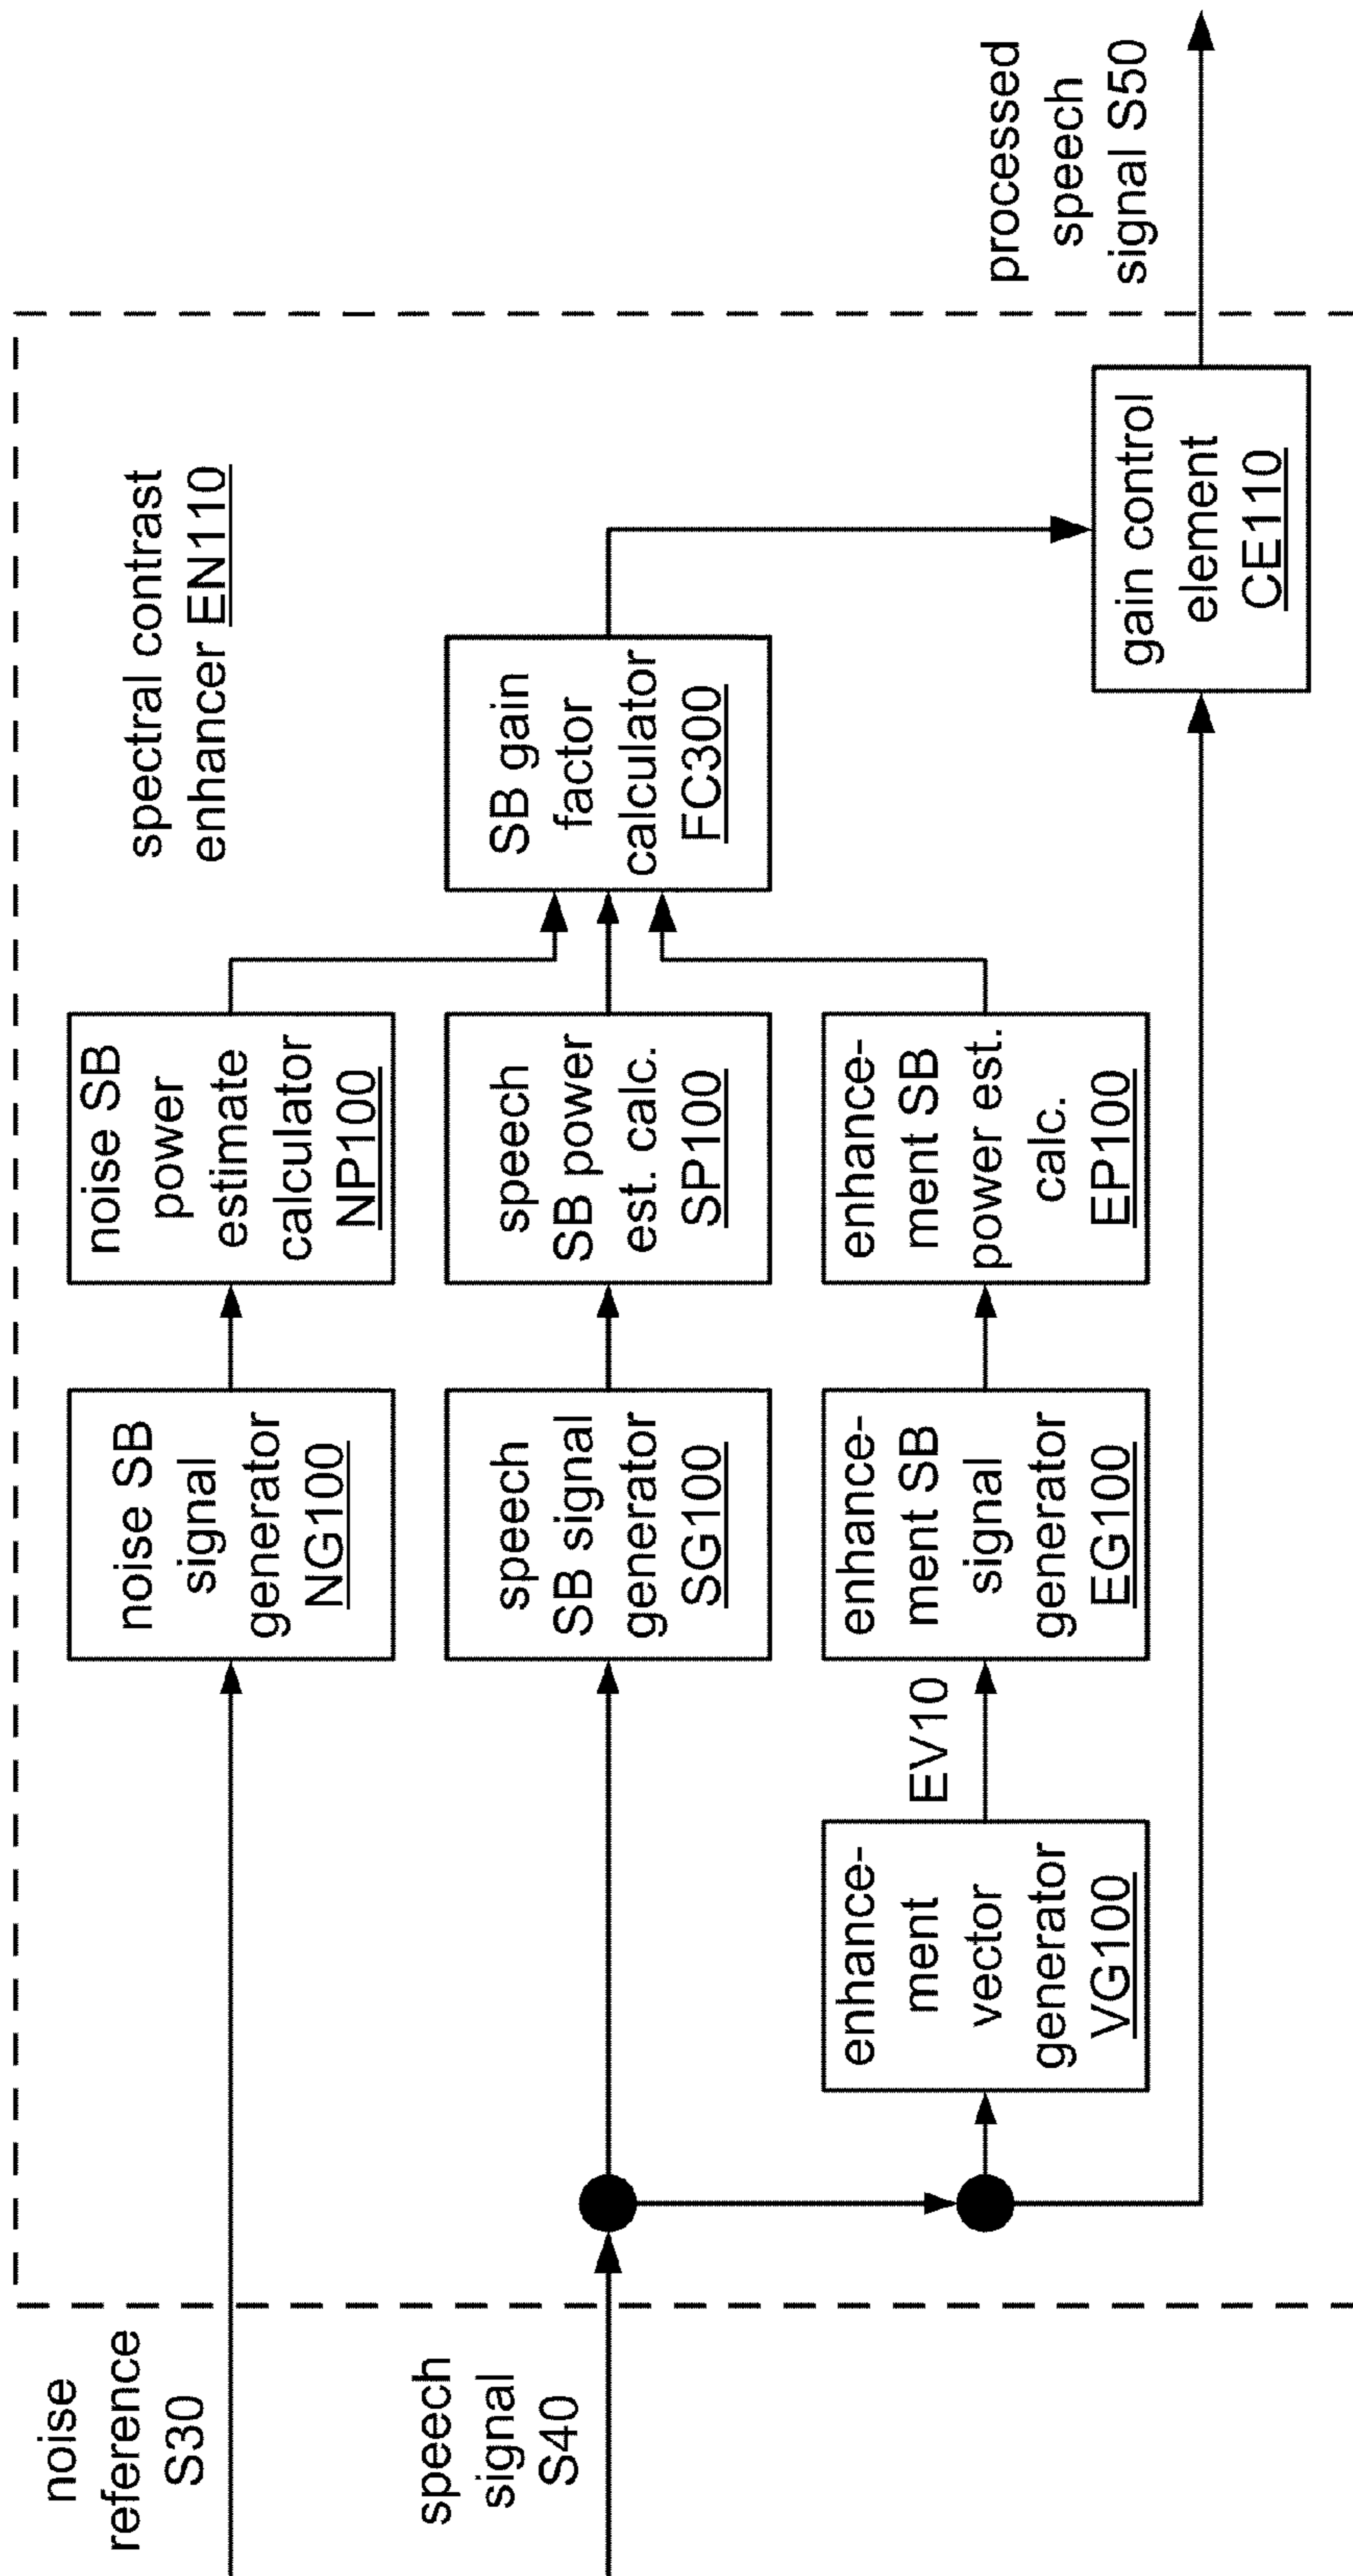 noise
reference
S30
speech
signal
S40
spectral contrast
enhancer EN110
noise SB
signal
generator
NG100
noise SB
power
estimate
calculator
NP100
speech
SB signal
generator
SG100
speech
SB power
est. calc.
SP100
SB gain
factor
calculator
FC300
enhance-
ment
vector
generator
VG100
EV10
enhance-
ment SB
signal
generator
EG100
enhance-
ment SB
power est.
calc.
EP100
gain control
element
CE110
processed
speech
signal S50